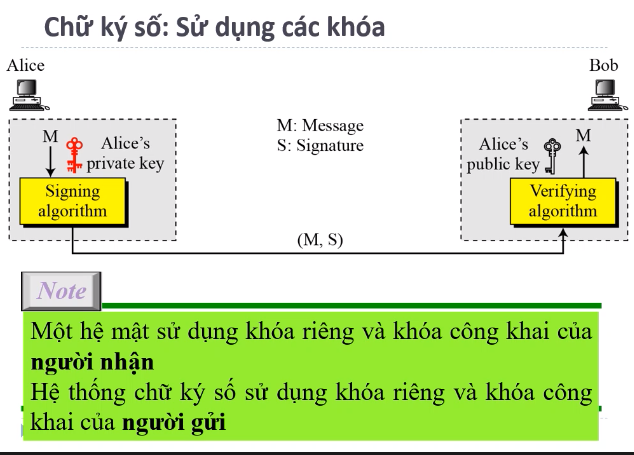 Chữ ký số: Sử dụng các khóa
Alice
Bob
M
Alice's
private key
Signing
algorithm
M: Message
S: Signature
Alice's
public key
M
Verifying
algorithm
(M, S)
Note
Một hệ mật sử dụng khóa riêng và khóa công khai của
người nhận
Hệ thống chữ ký số sử dụng khóa riêng và khóa công
khai của người gửi